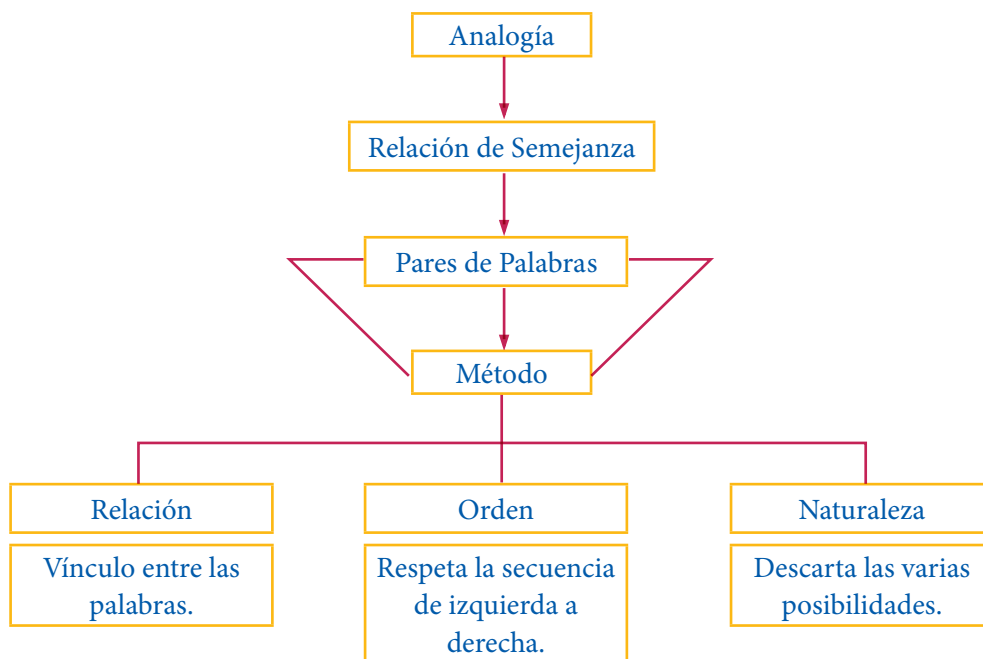 Analogía
Relación de Semejanza
Pares de Palabras
Método
Relación
Orden
Naturaleza
Vínculo entre las
palabras.
Respeta la secuencia
de izquierda a
derecha.
Descarta las varias
posibilidades.